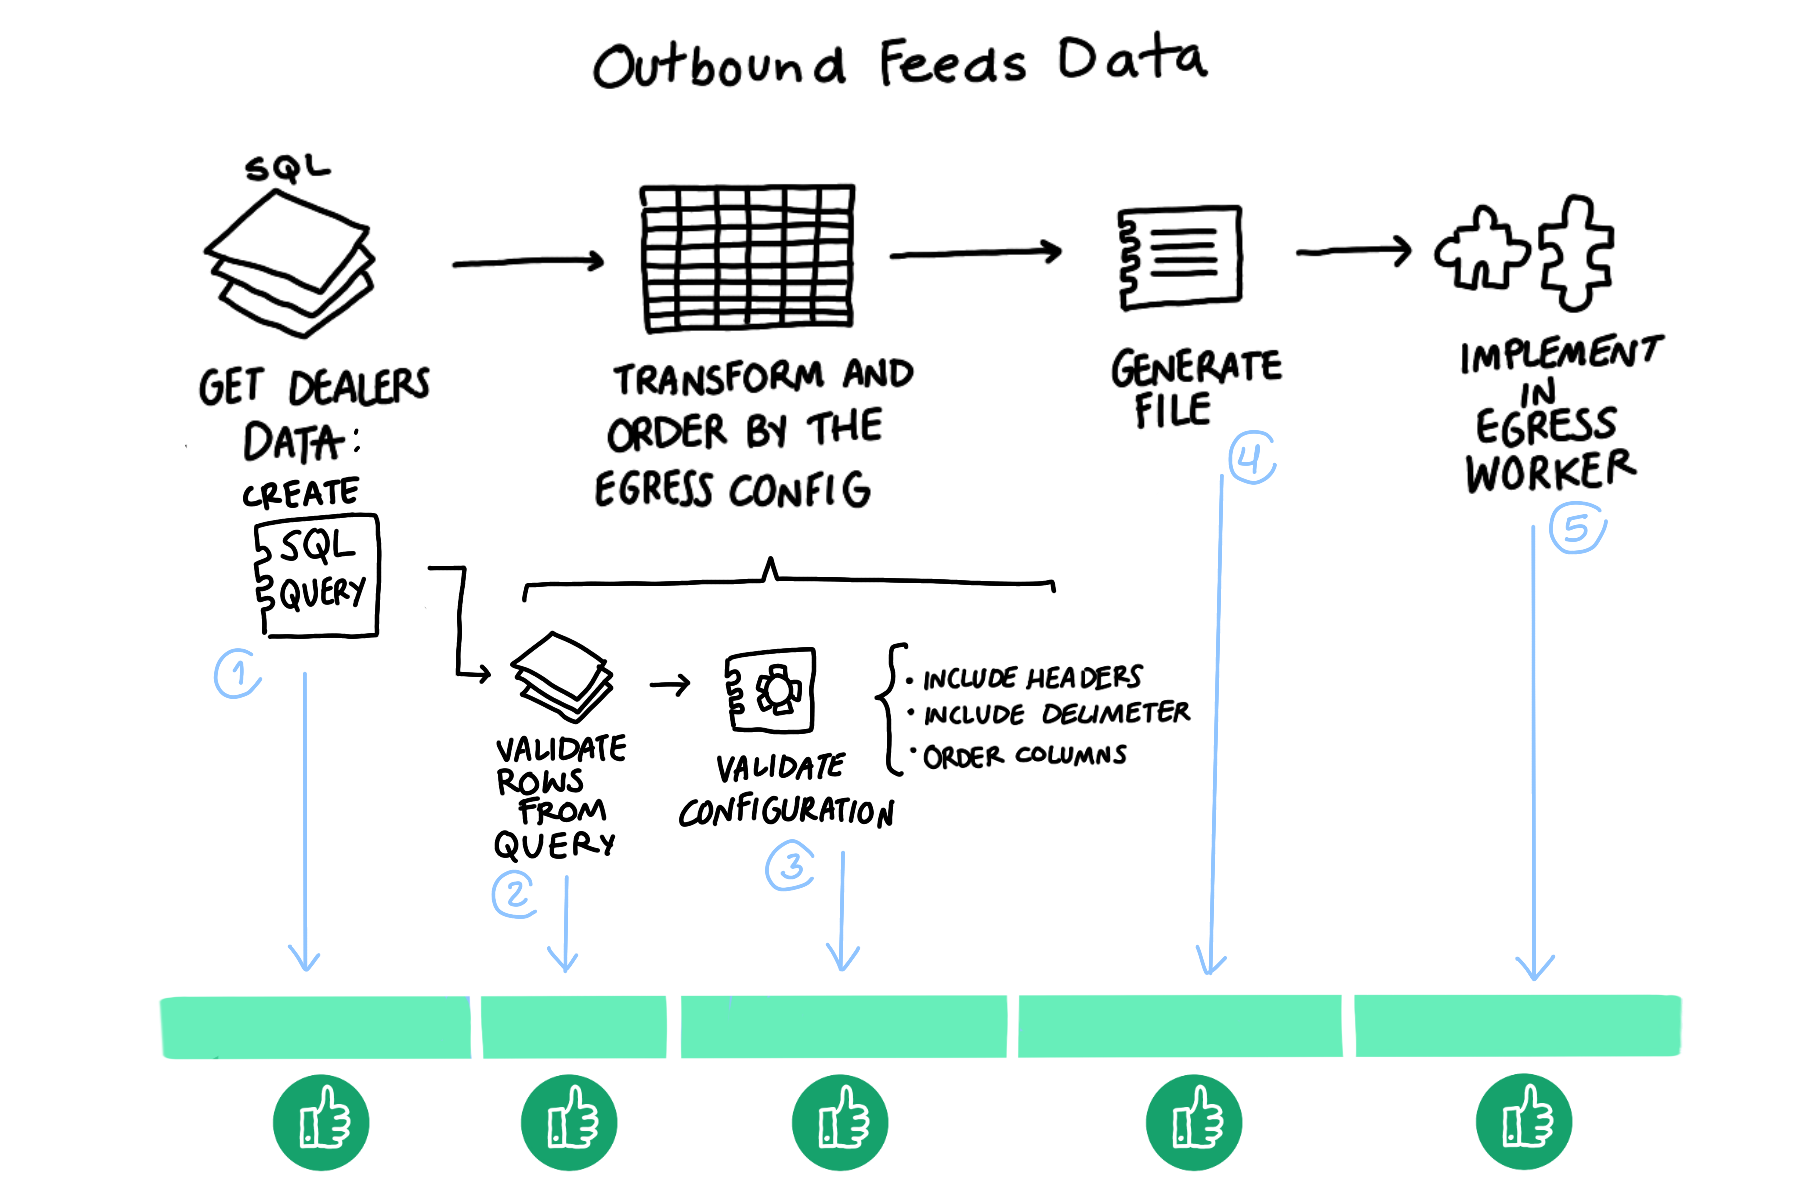 Outbound Feeds Data
SQL
GET DEALERS
DATA:
CREATE
SQL
QUERY
1
TRANSFORM AND
ORDER BY THE
EGRESS CONFIG
VALIDATE
ROWS
FROM
QUERY
2
VALIDATE
CONFIGURATION
3
• INCLUDE HEADERS
• INCLUDE DELIMETER
• ORDER COLUMNS
GENERATE
FILE
4
IMPLEMENT
IN
EGRESS
WORKER
5